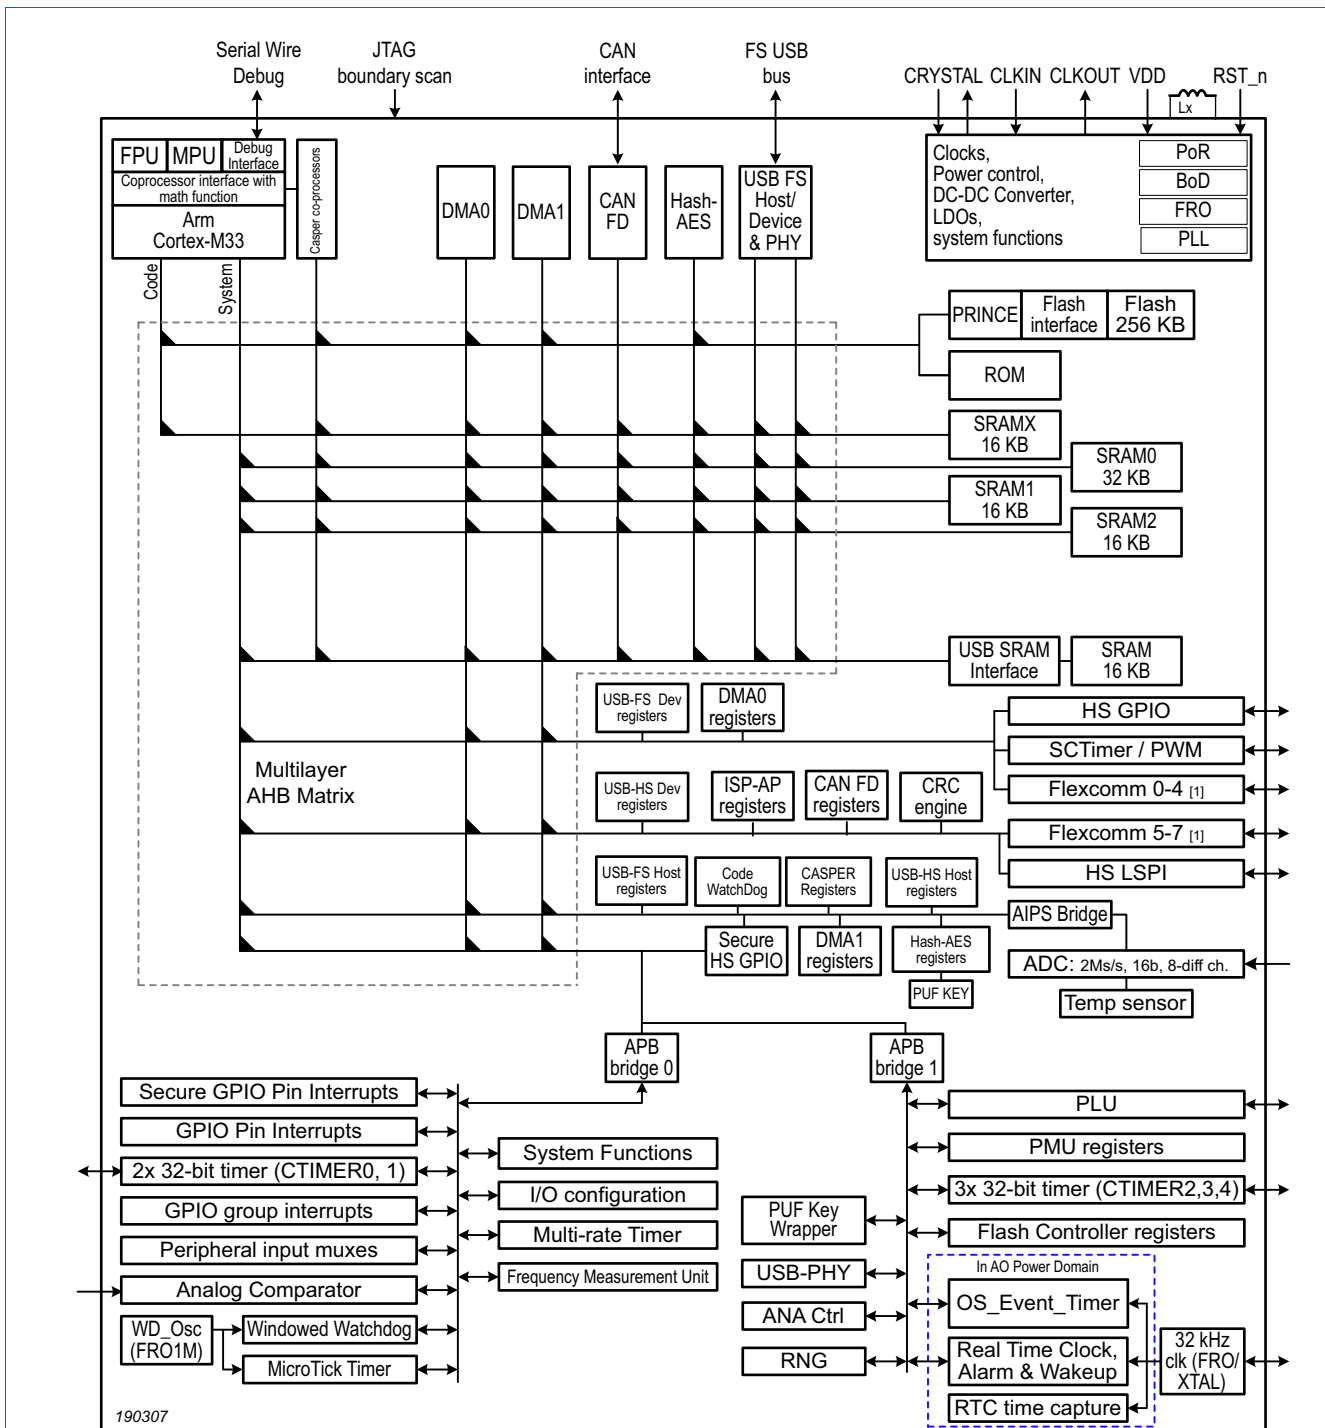 Serial Wire
Debug
JTAG
boundary scan
CAN
interface
FS USB
bus
CRYSTAL
CLKIN
CLKOUT
VDD
RST_n
Lx
FPU
MPU
Debug
Interface
Coprocessor interface with
math function
Arm
Cortex-M33
Casper co-processors
DMA0
DMA1
CAN
FD
Hash-
AES
USB FS
Host/
Device
& PHY
Clocks,
Power control,
DC-DC Converter,
LDOs,
system functions
PoR
BoD
FRO
PLL
Code
System
PRINCE
Flash
interface
Flash
256 KB
ROM
SRAMX
16 KB
SRAM0
32 KB
SRAM1
16 KB
SRAM2
16 KB
USB SRAM
Interface
SRAM
16 KB
USB-FS Dev
registers
DMA0
registers
HS GPIO
SCTimer / PWM
Flexcomm 0-4 [1]
Multilayer
AHB Matrix
USB-HS Dev
registers
ISP-AP
registers
CAN FD
registers
CRC
engine
Flexcomm 5-7 [1]
HS LSPI
USB-FS Host
registers
Code
WatchDog
CASPER
Registers
USB-HS Host
registers
AIPS Bridge
Secure
HS GPIO
DMA1
registers
Hash-AES
registers
PUF KEY
ADC: 2Ms/s, 16b, 8-diff ch.
Temp sensor
APB
bridge 0
APB
bridge 1
Secure GPIO Pin Interrupts
GPIO Pin Interrupts
2x 32-bit timer (CTIMER0, 1)
GPIO group interrupts
Peripheral input muxes
Analog Comparator
WD_Osc
(FRO1M)
Windowed Watchdog
MicroTick Timer
System Functions
I/O configuration
Multi-rate Timer
Frequency Measurement Unit
PUF Key
Wrapper
USB-PHY
ANA Ctrl
RNG
PLU
PMU registers
3x 32-bit timer (CTIMER2,3,4)
Flash Controller registers
In AO Power Domain
OS_Event_Timer
Real Time Clock,
Alarm & Wakeup
RTC time capture
32 kHz
clk (FRO/
XTAL)
190307